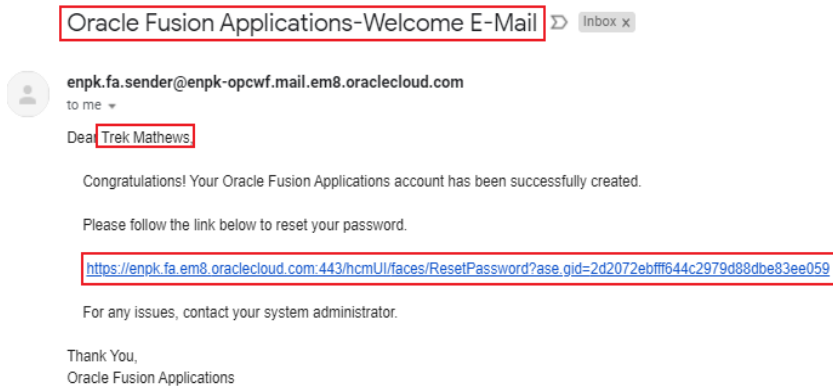 Oracle Fusion Applications-Welcome E-Mail Inbox x
enpk.fa.sender@enpk-opcwf.mail.em8.oraclecloud.com
to me
Dear Trek Mathews,
Congratulations! Your Oracle Fusion Applications account has been successfully created.
Please follow the link below to reset your password.
https://enpk.fa.em8.oraclecloud.com:443/hcmUI/faces/ResetPassword?ase.gid=2d2072ebfff644c2979d88dbe83ee059
For any issues, contact your system administrator.
Thank You,
Oracle Fusion Applications